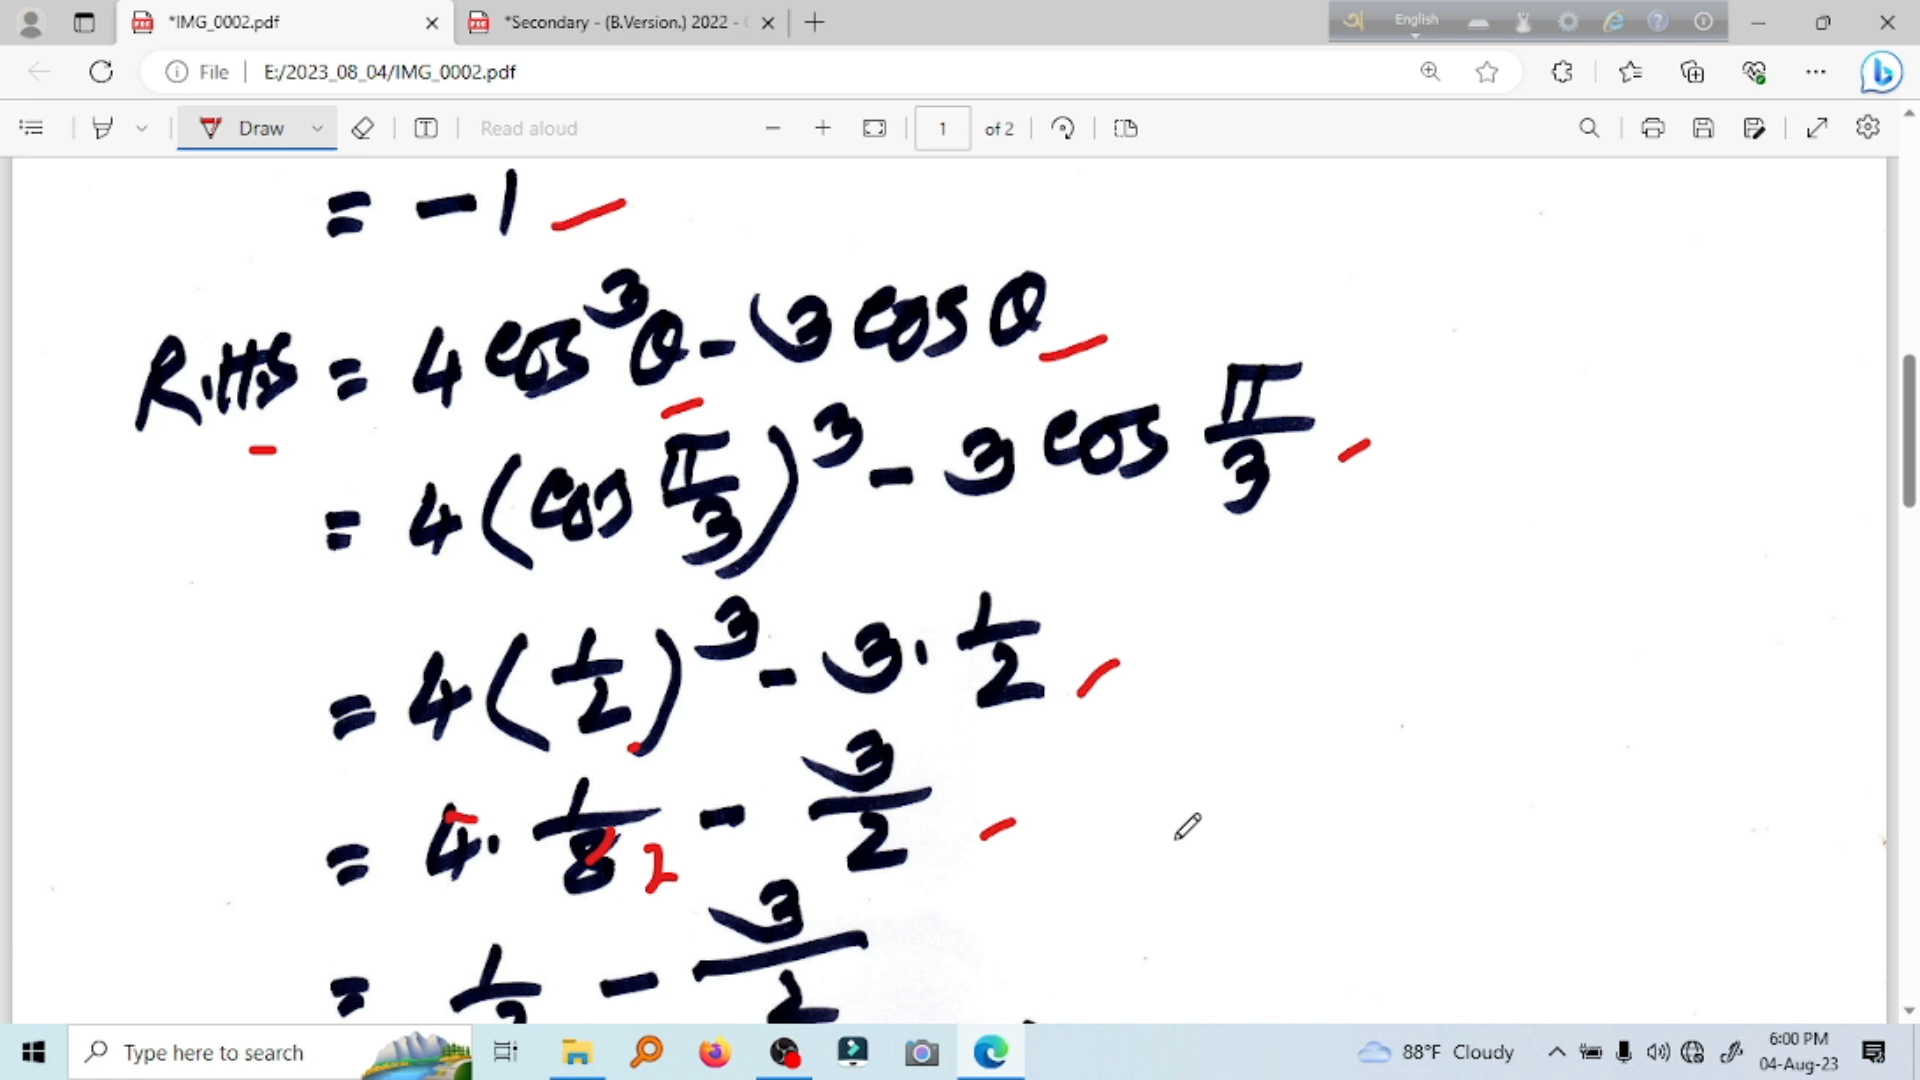 *IMG_0002.pdf
*Secondary - (B.Version.) 2022 -
অ English
File E:/2023_08_04/IMG_0002.pdf
Draw Read aloud 1 of 2
= -1
R.H.S = 4 cos³θ - 3 cos θ
= 4 (cos π/3)³ - 3 cos π/3
= 4 (1/2)³ - 3 · 1/2
= 4 · 1/8 2 - 3/2
= 1/2 - 3/2
Type here to search
88°F Cloudy
6:00 PM
04-Aug-23